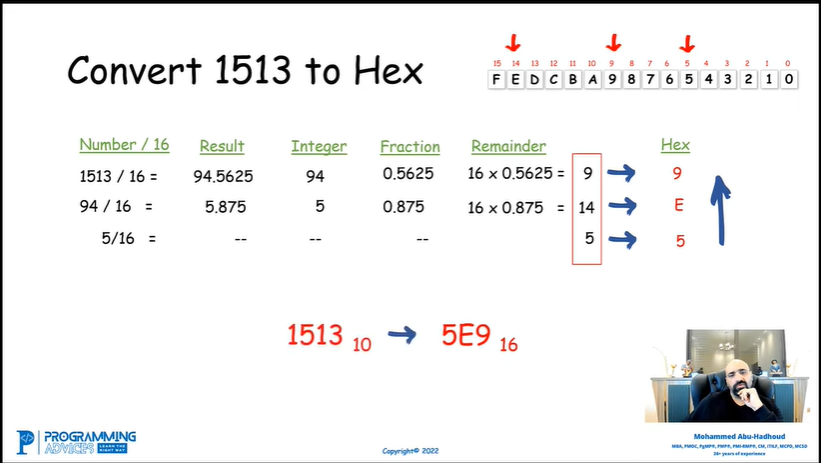 Convert 1513 to Hex
15 14 13 12 11 10 9 8 7 6 5 4 3 2 1 0
F E D C B A 9 8 7 6 5 4 3 2 1 0
Number / 16 Result Integer Fraction Remainder Hex
1513 / 16 = 94.5625 94 0.5625 16 x 0.5625 = 9 9
94 / 16 = 5.875 5 0.875 16 x 0.875 = 14 E
5/16 = -- -- -- 5 5
1513 10 5E9 16
Mohammed Abu-Hadhoud
MBA, PMOC, PgMP®, PMP®, PMI-RMP®, CM, ITILF, MCPD, MCSD
26+ years of experience
PROGRAMMING
ADVICES LEARN THE RIGHT WAY
Copyright© 2022